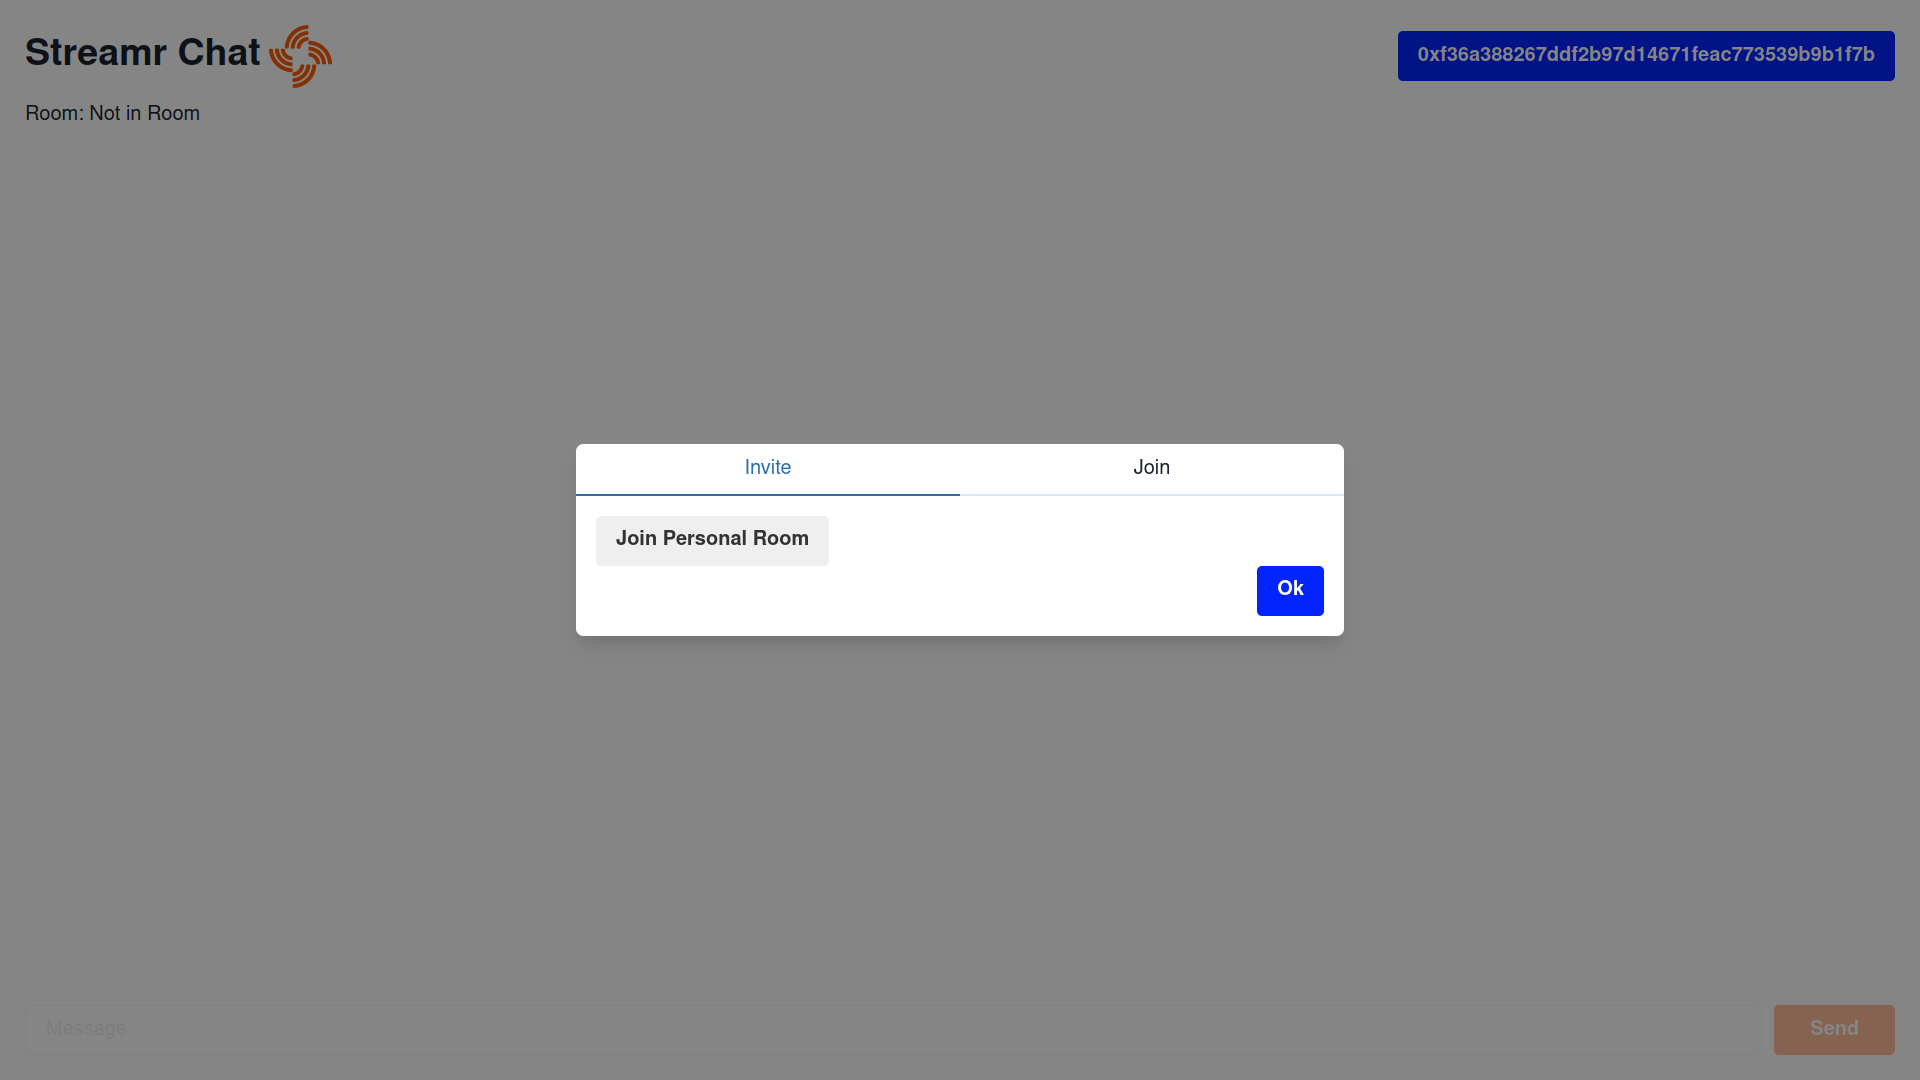 Streamr Chat
0xf36a388267ddf2b97d14671feac773539b9b1f7b
Room: Not in Room
Invite
Join
Join Personal Room
Ok
Message
Send